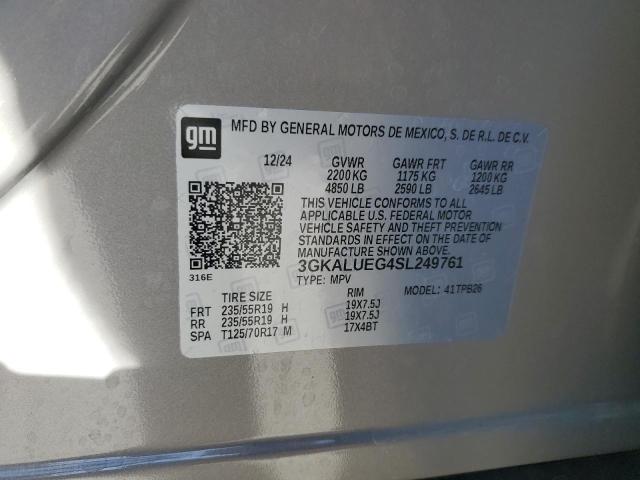 gm
MFD BY GENERAL MOTORS DE MEXICO, S. DE R.L. DE C.V.
12/24 GVWR GAWR FRT GAWR RR
2200 KG 1175 KG 1200 KG
4850 LB 2590 LB 2645 LB
THIS VEHICLE CONFORMS TO ALL
APPLICABLE U.S. FEDERAL MOTOR
VEHICLE SAFETY AND THEFT
STANDARDS IN EFFECT ON THE DATE OF
MANUFACTURE SHOWN ABOVE.
3GKALUEG4SL249761
316E
TYPE: MPV MODEL: 41TPB26
TIRE SIZE RIM
FRT 235/55R19 H 19X7.5J
RR 235/55R19 H 19X7.5J
SPA T125/70R17 M 17X4BT